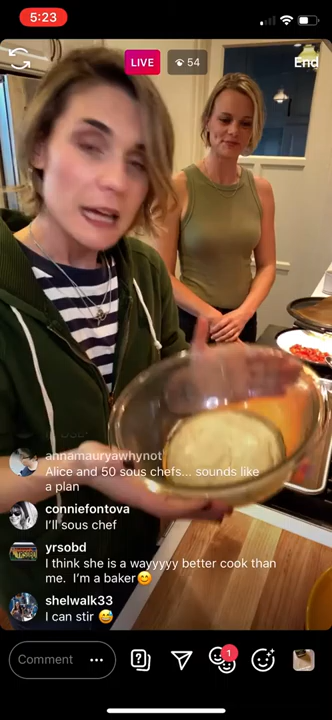 5:23
LIVE
54
End
annamauryawhynot
Alice and 50 sous chefs... sounds like
a plan
conniefontova
I'll sous chef
yrsobd
I think she is a wayyyyy better cook than
me. I'm a baker😊
shelwalk33
I can stir 😅
Comment
1